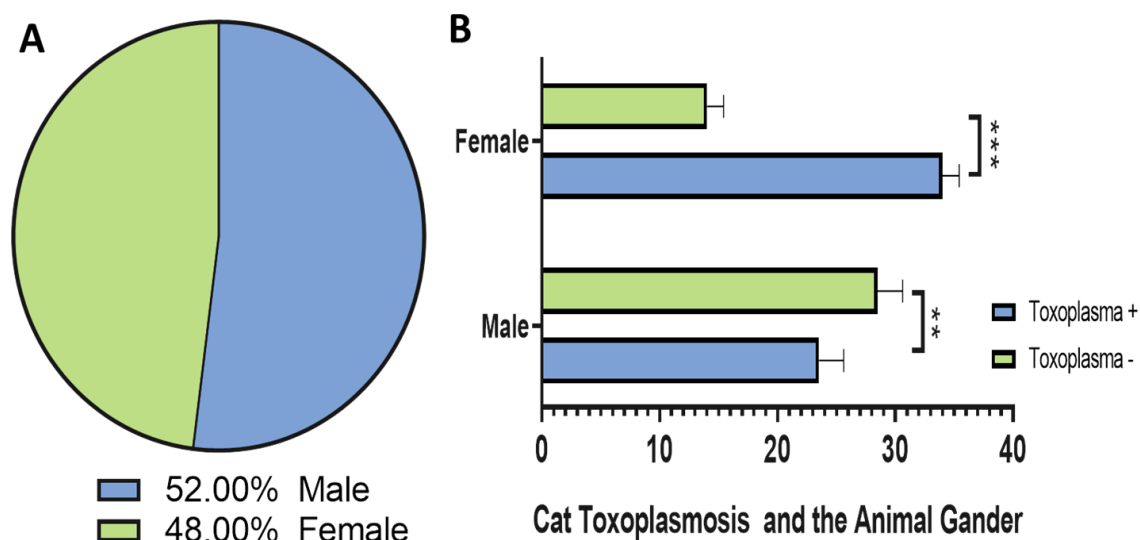 A
52.00% Male
48.00% Female
B
Female
***
Male
**
Toxoplasma +
Toxoplasma -
0 10 20 30 40
Cat Toxoplasmosis and the Animal Gander